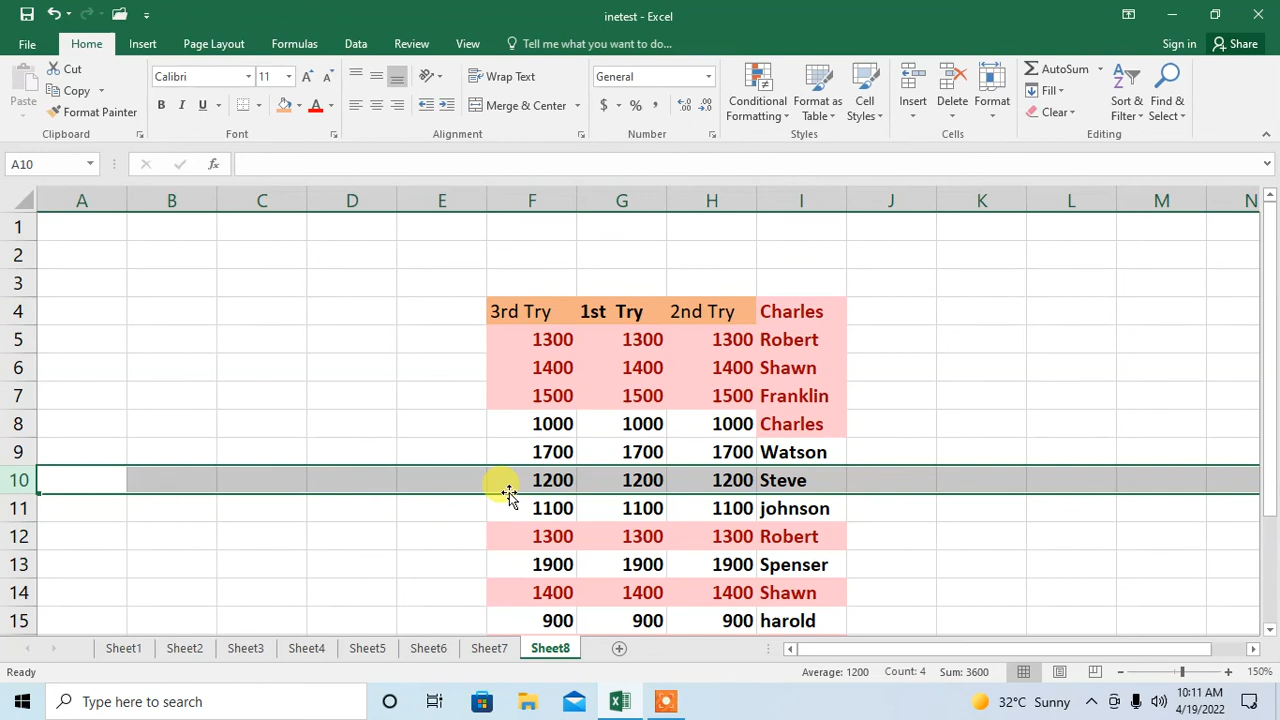 inetest - Excel
File Home Insert Page Layout Formulas Data Review View Tell me what you want to do... Sign in Share
Paste Cut Copy Format Painter Clipboard
Calibri 11 B I U A Font
Wrap Text Merge & Center Alignment
General $ % , Number
Conditional Formatting Format as Table Cell Styles Styles
Insert Delete Format Cells
AutoSum Fill Clear Sort & Filter Find & Select Editing
A10 fx
A B C D E F G H I J K L M N
1
2
3
4 3rd Try 1st Try 2nd Try Charles
5 1300 1300 1300 Robert
6 1400 1400 1400 Shawn
7 1500 1500 1500 Franklin
8 1000 1000 1000 Charles
9 1700 1700 1700 Watson
10 1200 1200 1200 Steve
11 1100 1100 1100 johnson
12 1300 1300 1300 Robert
13 1900 1900 1900 Spenser
14 1400 1400 1400 Shawn
15 900 900 900 harold
Sheet1 Sheet2 Sheet3 Sheet4 Sheet5 Sheet6 Sheet7 Sheet8
Ready Average: 1200 Count: 4 Sum: 3600 150%
Type here to search 32°C Sunny 10:11 AM
4/19/2022